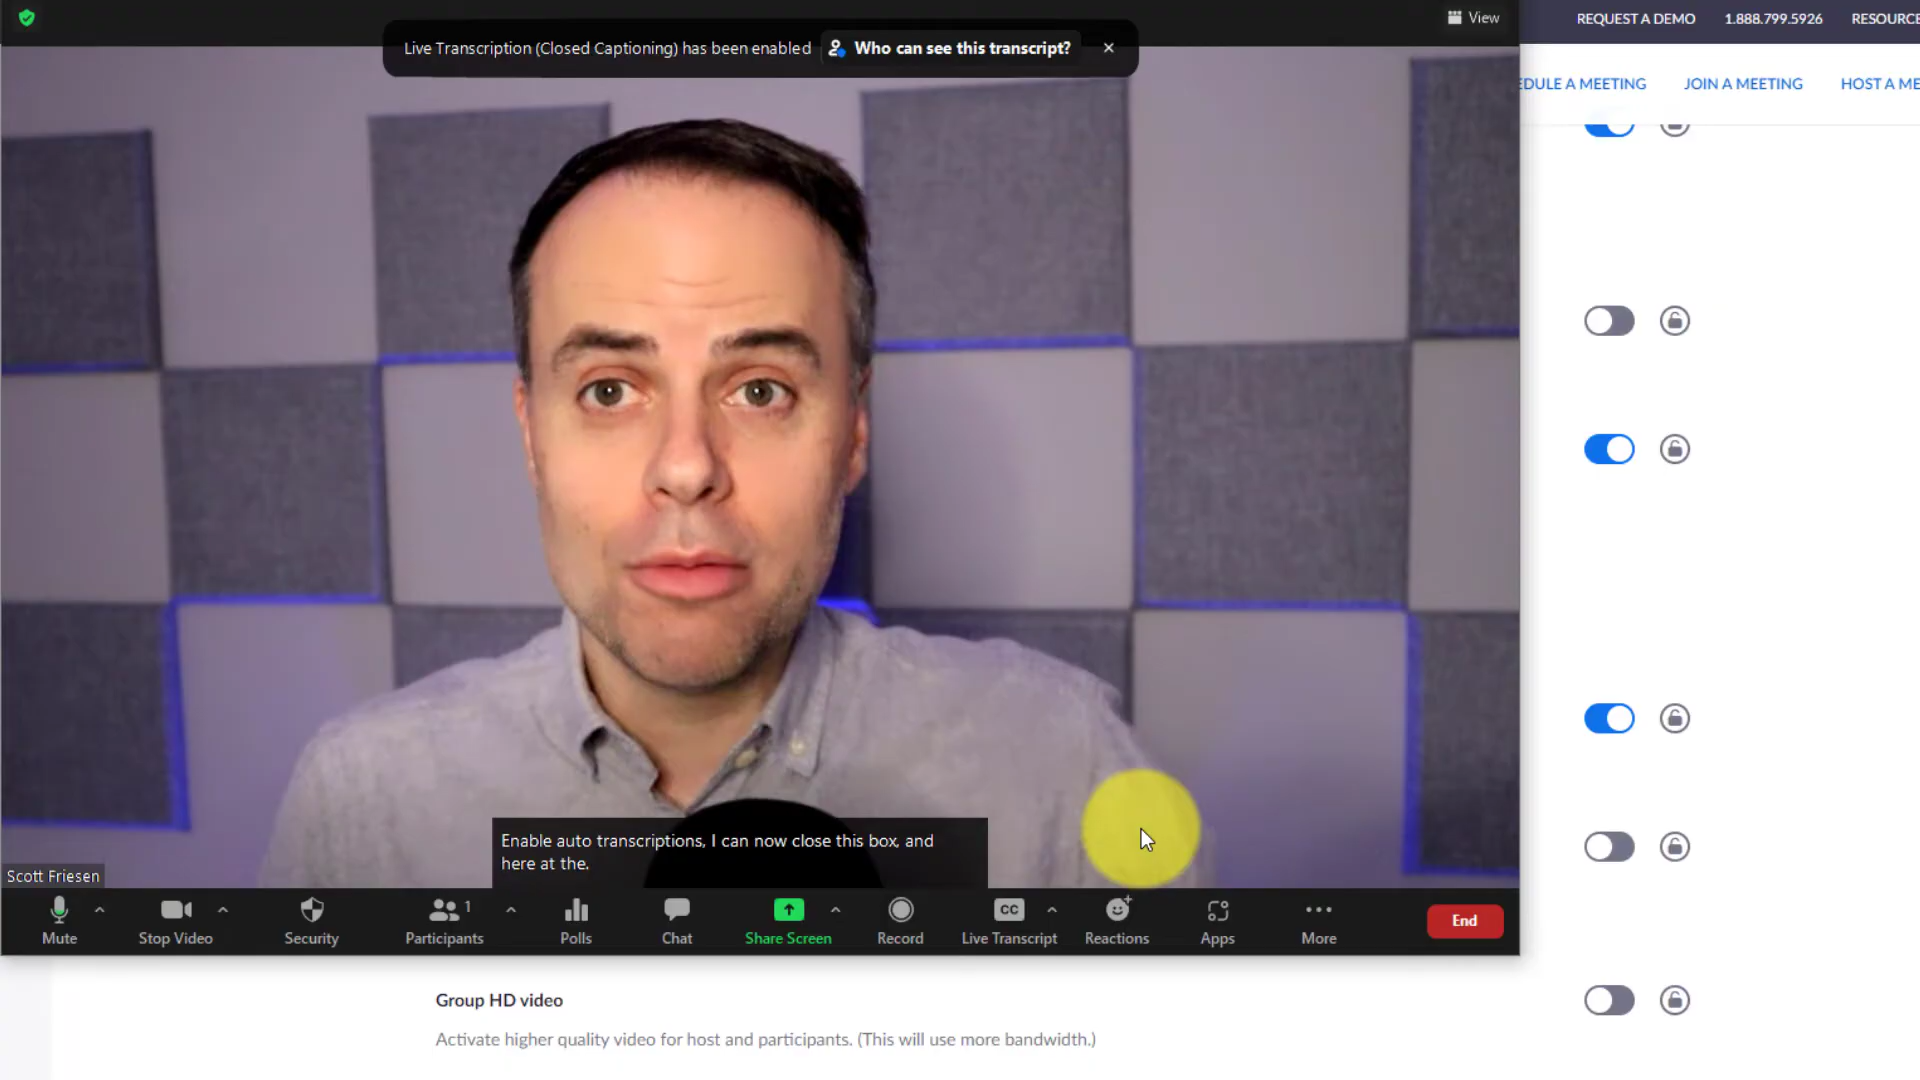 View
REQUEST A DEMO 1.888.799.5926 RESOURCE
Live Transcription (Closed Captioning) has been enabled Who can see this transcript?
EDULE A MEETING JOIN A MEETING HOST A ME
Enable auto transcriptions, I can now close this box, and
here at the.
Scott Friesen
1
CC
Mute Stop Video Security Participants Polls Chat Share Screen Record Live Transcript Reactions Apps More End
Group HD video
Activate higher quality video for host and participants. (This will use more bandwidth.)